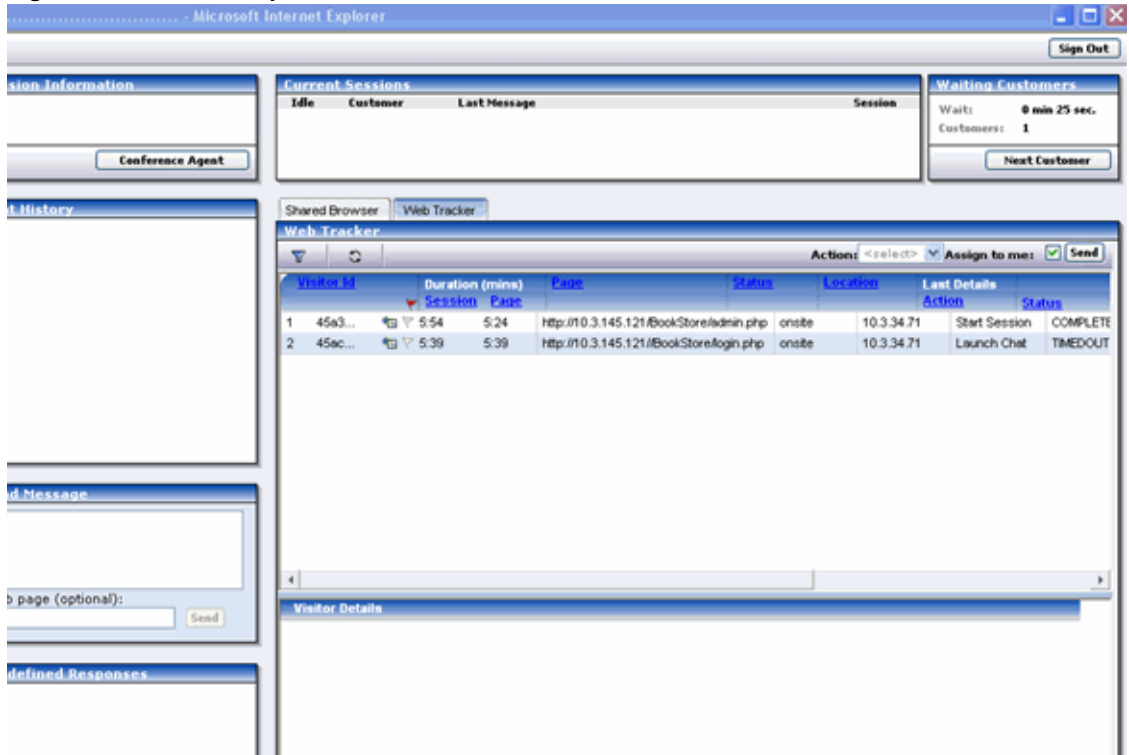 - Microsoft Internet Explorer
Sign Out
sion Information
Conference Agent
Current Sessions
Idle Customer Last Message Session
Waiting Customers
Wait: 0 min 25 sec.
Customers: 1
Next Customer
t History
Shared Browser Web Tracker
Web Tracker
Action: <select> Assign to me: Send
Visitor Id Duration (mins) Page Status Location Last Details
Session Page Action Status
1 45a3... 5:54 5:24 http://10.3.145.121/BookStore/admin.php onsite 10.3.34.71 Start Session COMPLETE
2 45ac... 5:39 5:39 http://10.3.145.121//BookStore/login.php onsite 10.3.34.71 Launch Chat TIMEDOUT
d Message
b page (optional):
Send
Visitor Details
defined Responses